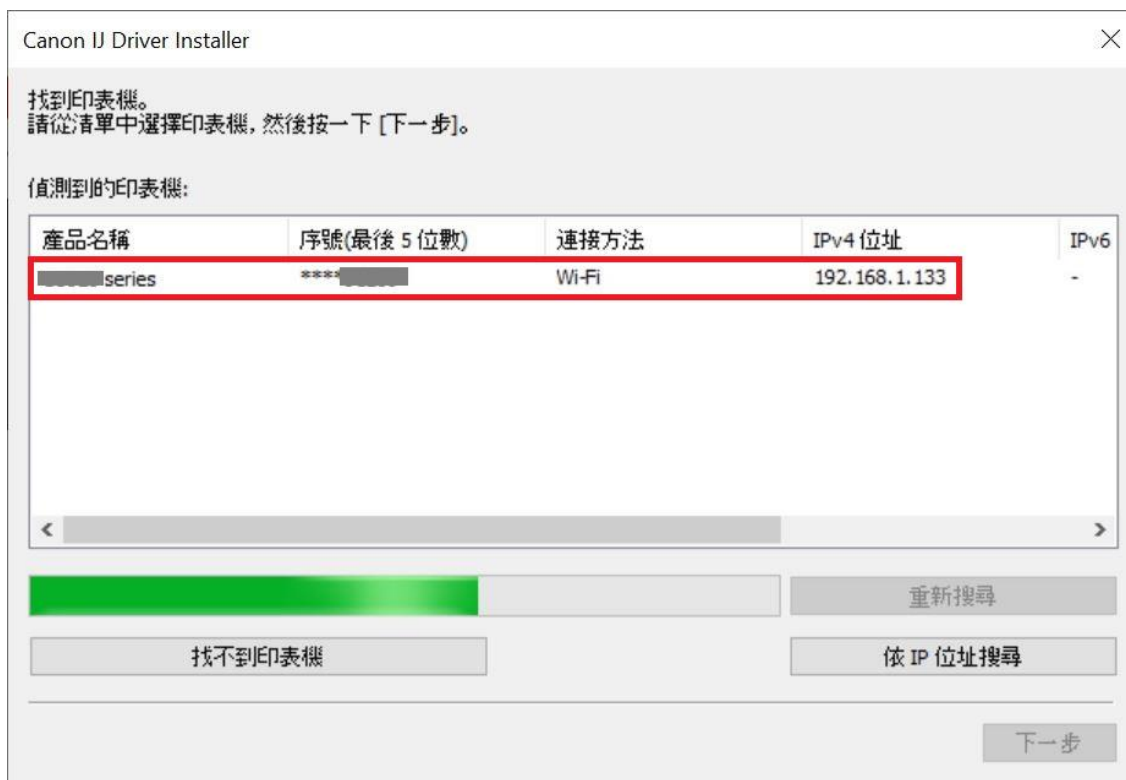 Canon IJ Driver Installer
找到印表機。
請從清單中選擇印表機, 然後按一下 [下一步]。
偵測到的印表機:
產品名稱 序號(最後 5 位數) 連接方法 IPv4 位址 IPv6
series **** Wi-Fi 192.168.1.133 -
重新搜尋
找不到印表機 依 IP 位址搜尋
下一步